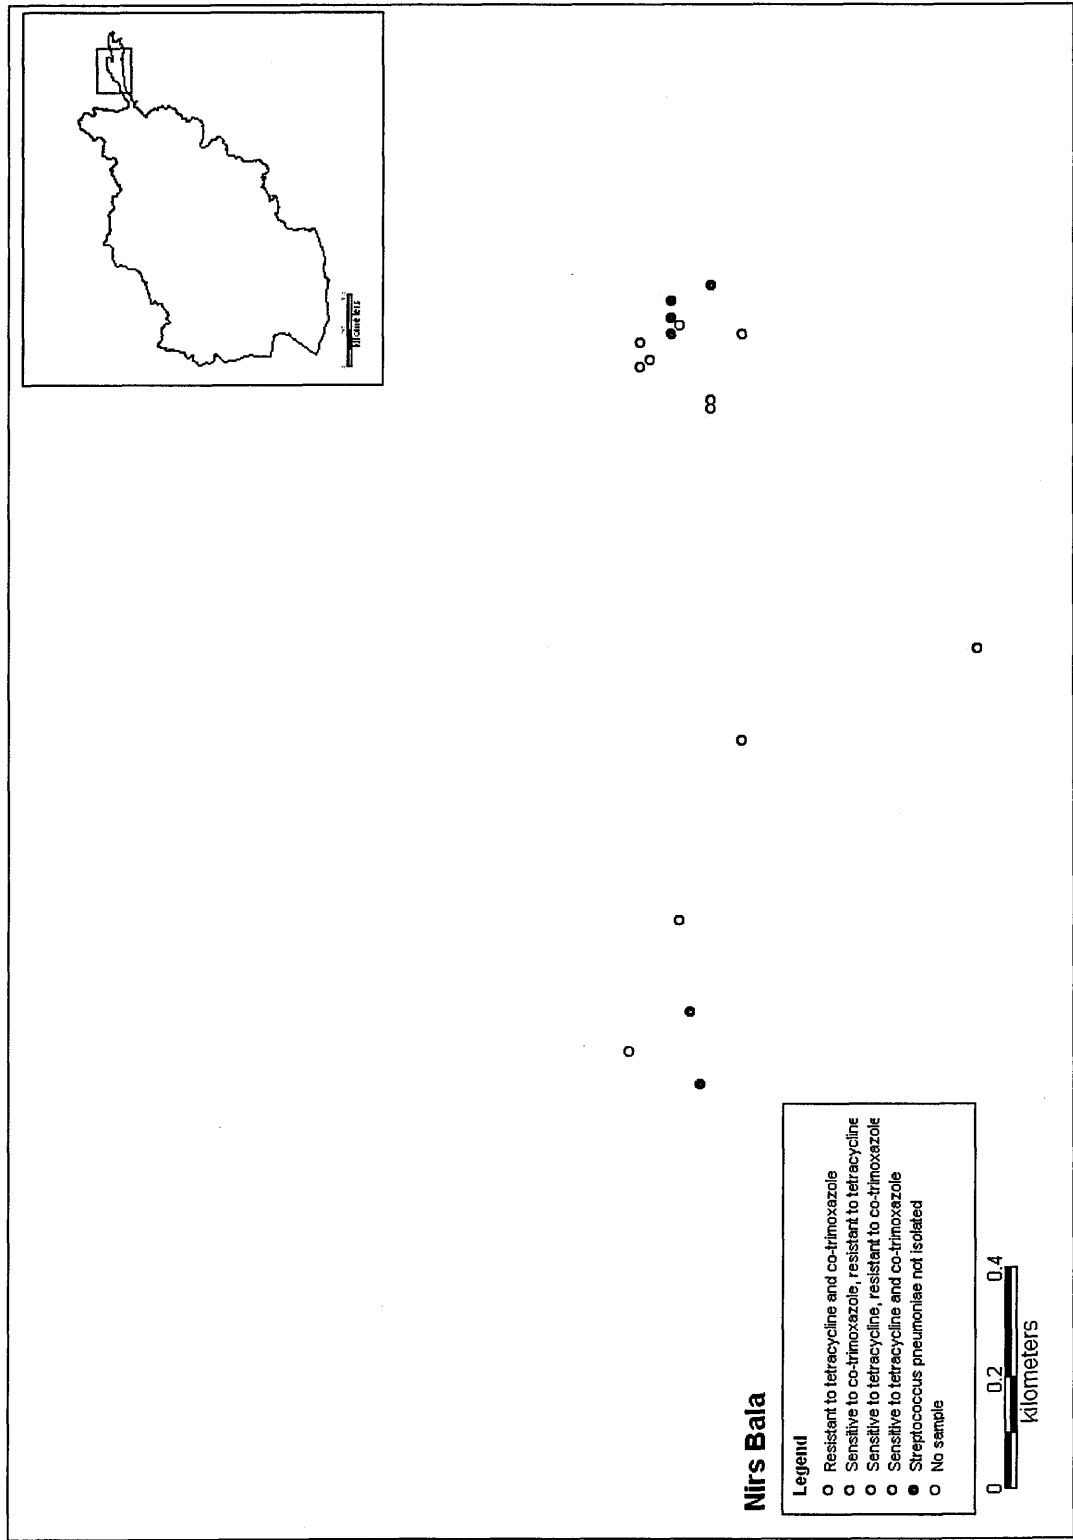 Nirs Bala
Legend
Resistant to tetracycline and co-trimoxazole
Sensitive to co-trimoxazole, resistant to tetracycline
Sensitive to tetracycline, resistant to co-trimoxazole
Sensitive to tetracycline and co-trimoxazole
Streptococcus pneumoniae not isolated
No sample
0 0.2 0.4
kilometers
kilometers